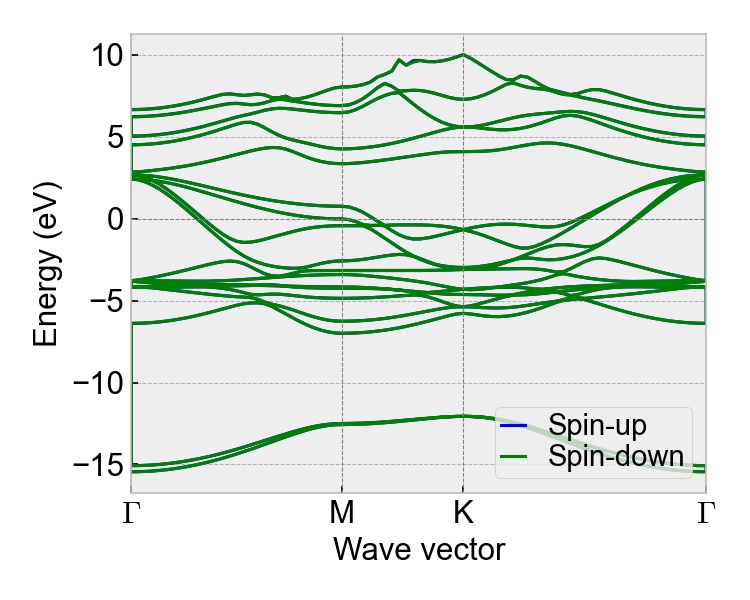 10
5
0
−5
−10
−15
Energy (eV)
Spin-up
Spin-down
Γ M K Γ
Wave vector